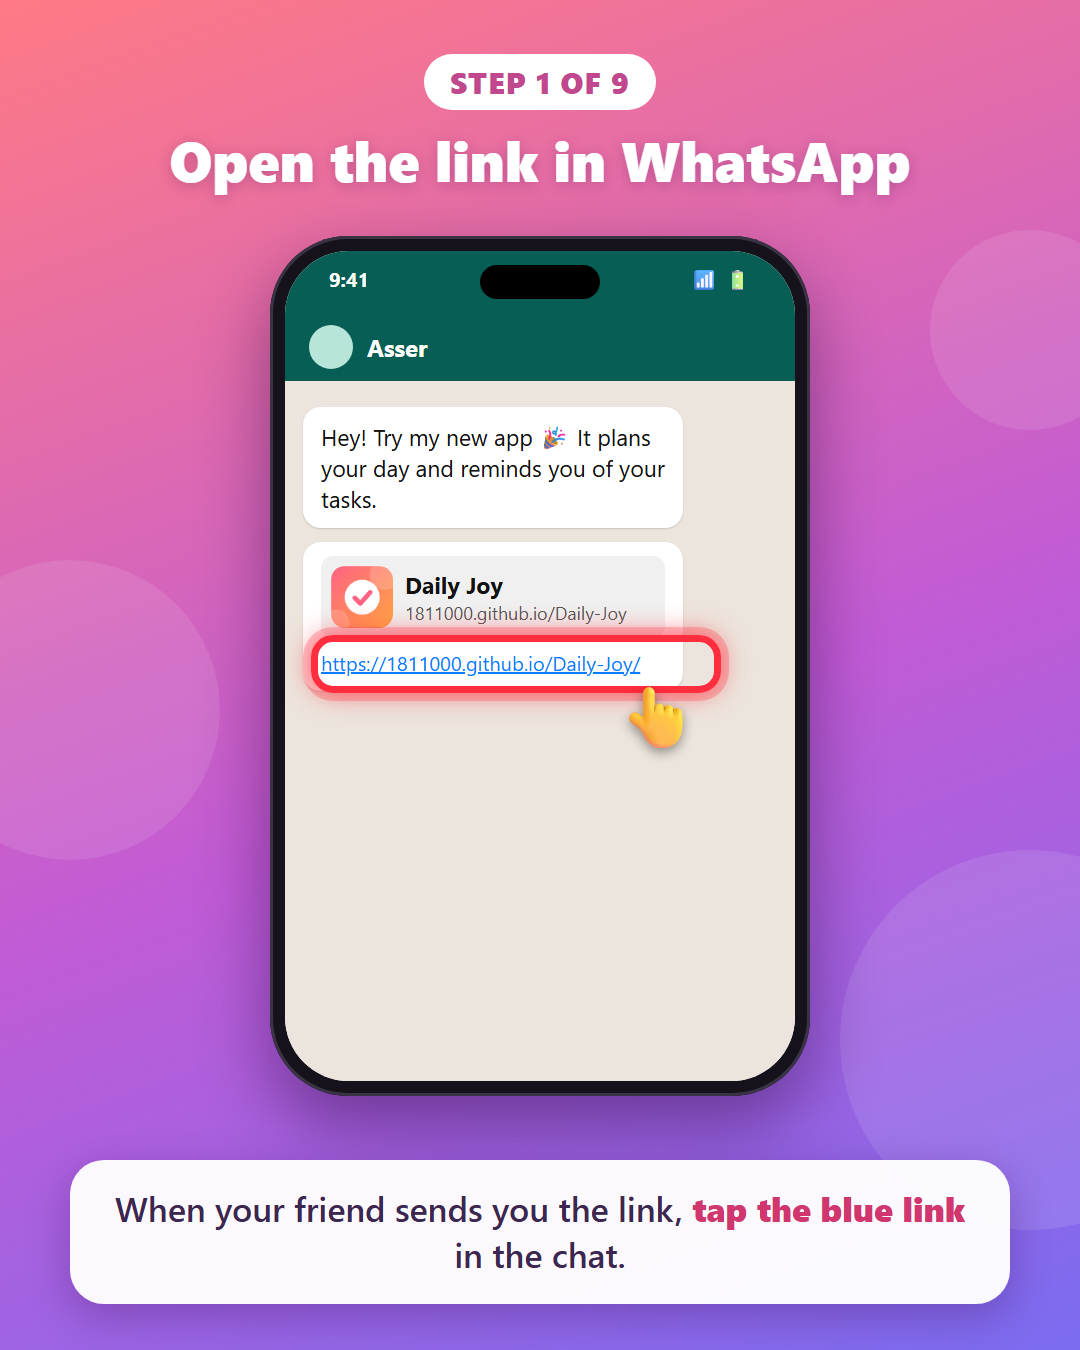 STEP 1 OF 9
Open the link in WhatsApp
9:41
Asser
Hey! Try my new app 🎉 It plans
your day and reminds you of your
tasks.
Daily Joy
1811000.github.io/Daily-Joy
https://1811000.github.io/Daily-Joy/
When your friend sends you the link, tap the blue link
in the chat.